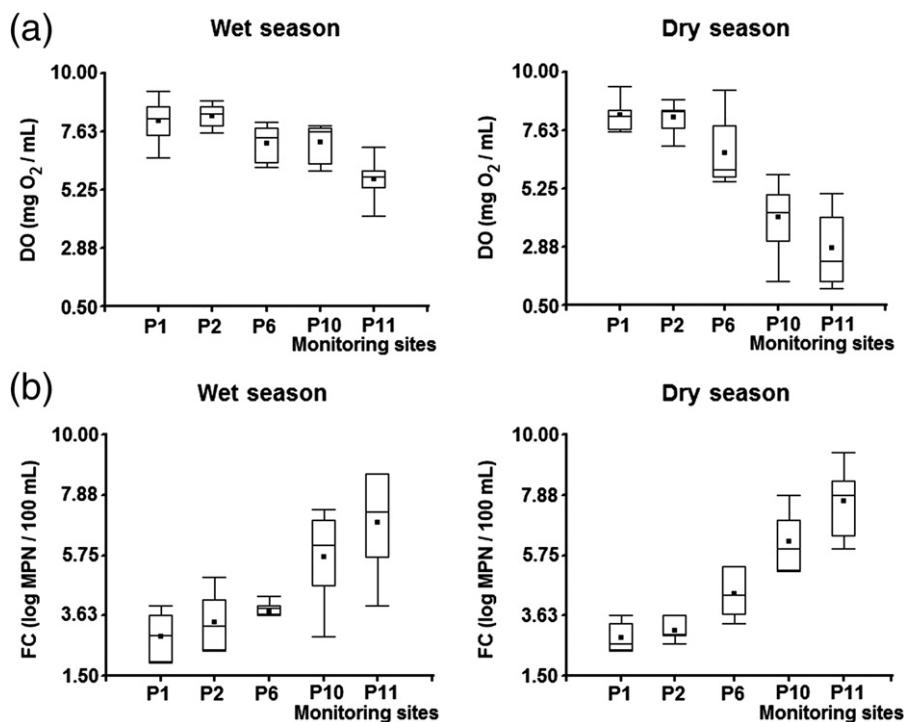 (a)
Wet season
DO (mg O₂ / mL)
10.00
7.63
5.25
2.88
0.50
P1 P2 P6 P10 P11
Monitoring sites
Dry season
DO (mg O₂ / mL)
10.00
7.63
5.25
2.88
0.50
P1 P2 P6 P10 P11
Monitoring sites
(b)
Wet season
FC (log MPN / 100 mL)
10.00
7.88
5.75
3.63
1.50
P1 P2 P6 P10 P11
Monitoring sites
Dry season
FC (log MPN / 100 mL)
10.00
7.88
5.75
3.63
1.50
P1 P2 P6 P10 P11
Monitoring sites